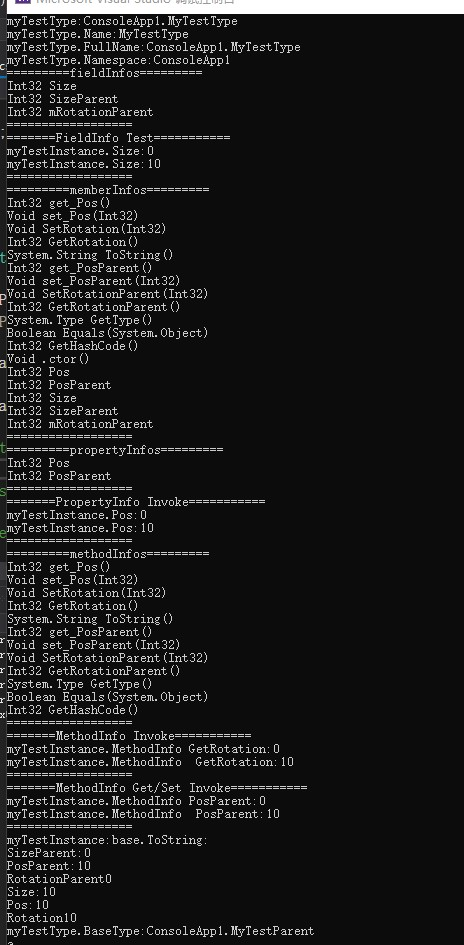 Microsoft Visual Studio 调试控制台
myTestType:ConsoleApp1.MyTestType
myTestType.Name:MyTestType
myTestType.FullName:ConsoleApp1.MyTestType
myTestType.Namespace:ConsoleApp1
=========fieldInfos=========
Int32 Size
Int32 SizeParent
Int32 mRotationParent
==================
=======FieldInfo Test===========
myTestInstance.Size:0
myTestInstance.Size:10
==================
=========memberInfos=========
Int32 get_Pos()
Void set_Pos(Int32)
Void SetRotation(Int32)
Int32 GetRotation()
System.String ToString()
Int32 get_PosParent()
Void set_PosParent(Int32)
Void SetRotationParent(Int32)
Int32 GetRotationParent()
System.Type GetType()
Boolean Equals(System.Object)
Int32 GetHashCode()
Void .ctor()
Int32 Pos
Int32 PosParent
Int32 Size
Int32 SizeParent
Int32 mRotationParent
==================
=======propertyInfos=========
Int32 Pos
Int32 PosParent
==================
=======PropertyInfo Invoke===========
myTestInstance.Pos:0
myTestInstance.Pos:10
==================
=========methodInfos=========
Int32 get_Pos()
Void set_Pos(Int32)
Void SetRotation(Int32)
Int32 GetRotation()
System.String ToString()
Int32 get_PosParent()
Void set_PosParent(Int32)
Void SetRotationParent(Int32)
Int32 GetRotationParent()
System.Type GetType()
Boolean Equals(System.Object)
Int32 GetHashCode()
==================
=======MethodInfo Invoke===========
myTestInstance.MethodInfo GetRotation:0
myTestInstance.MethodInfo  GetRotation:10
==================
=======MethodInfo Get/Set Invoke===========
myTestInstance.MethodInfo PosParent:0
myTestInstance.MethodInfo  PosParent:10
==================
myTestInstance:base.ToString:
SizeParent:0
PosParent:10
RotationParent0
Size:10
Pos:10
Rotation10
myTestType.BaseType:ConsoleApp1.MyTestParent